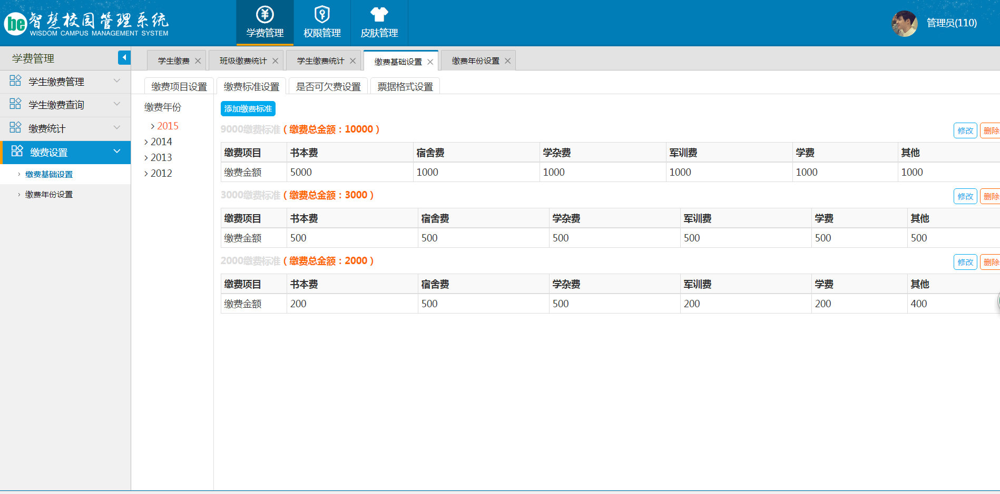 be 智慧校园管理系统
WISDOM CAMPUS MANAGEMENT SYSTEM
学费管理 权限管理 皮肤管理
管理员(110)
学费管理
学生缴费 班级缴费统计 学生缴费统计 缴费基础设置 缴费年份设置
学生缴费管理
学生缴费查询
缴费统计
缴费设置
缴费基础设置
缴费年份设置
缴费项目设置 缴费标准设置 是否可欠费设置 票据格式设置
缴费年份
2015
2014
2013
2012
添加缴费标准
9000缴费标准（缴费总金额：10000） 修改 删除
缴费项目 书本费 宿舍费 学杂费 军训费 学费 其他
缴费金额 5000 1000 1000 1000 1000 1000
3000缴费标准（缴费总金额：3000） 修改 删除
缴费项目 书本费 宿舍费 学杂费 军训费 学费 其他
缴费金额 500 500 500 500 500 500
2000缴费标准（缴费总金额：2000） 修改 删除
缴费项目 书本费 宿舍费 学杂费 军训费 学费 其他
缴费金额 200 500 500 200 200 400